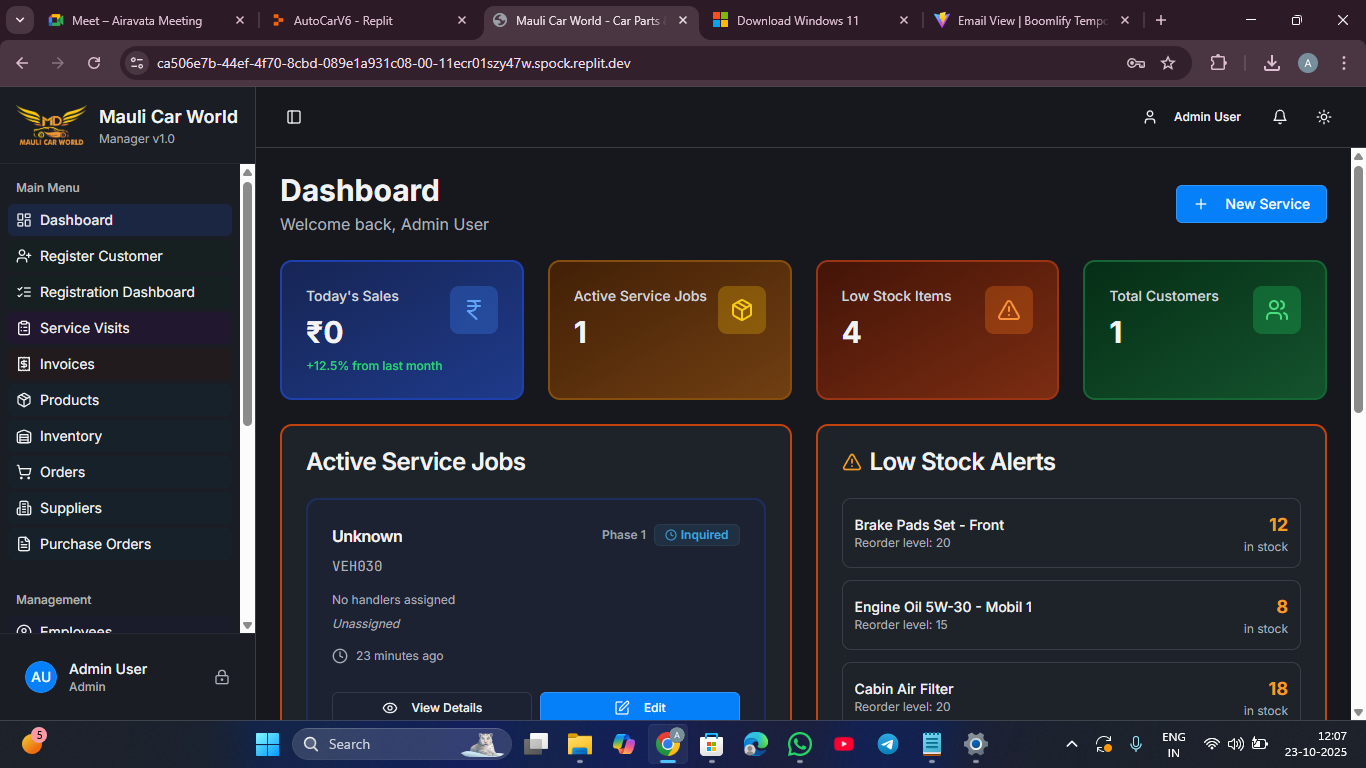 Meet – Airavata Meeting
AutoCarV6 - Replit
Mauli Car World - Car Parts
Download Windows 11
Email View | Boomlify Tempo
ca506e7b-44ef-4f70-8cbd-089e1a931c08-00-11ecr01szy47w.spock.replit.dev
A
MD
MAULI CAR WORLD
Mauli Car World
Manager v1.0
Admin User
Main Menu
Dashboard
Register Customer
Registration Dashboard
Service Visits
Invoices
Products
Inventory
Orders
Suppliers
Purchase Orders
Management
Employees
AU
Admin User
Admin
Dashboard
Welcome back, Admin User
New Service
Today's Sales
₹
₹0
+12.5% from last month
Active Service Jobs
1
Low Stock Items
4
Total Customers
1
Active Service Jobs
Unknown
Phase 1
Inquired
VEH030
No handlers assigned
Unassigned
23 minutes ago
View Details
Edit
Low Stock Alerts
Brake Pads Set - Front
12
Reorder level: 20
in stock
Engine Oil 5W-30 - Mobil 1
8
Reorder level: 15
in stock
Cabin Air Filter
18
Reorder level: 20
in stock
5
Search
A
ENG
IN
12:07
23-10-2025